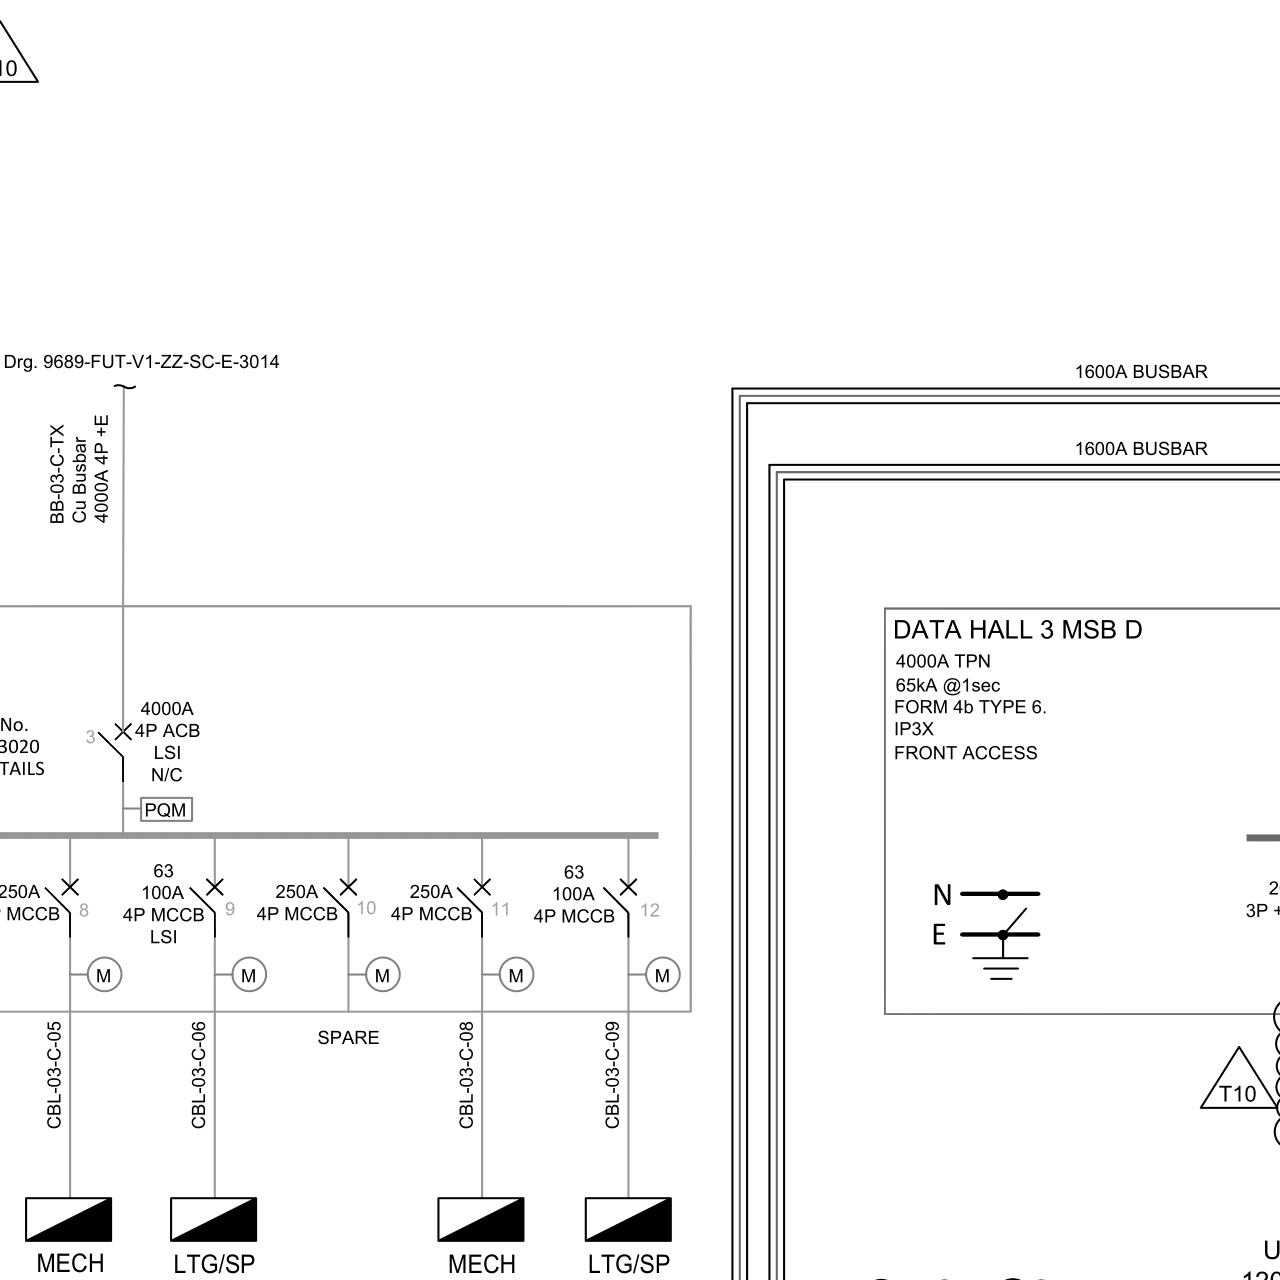 10
Drg. 9689-FUT-V1-ZZ-SC-E-3014
BB-03-C-TX
Cu Busbar
4000A 4P +E
1600A BUSBAR
1600A BUSBAR
DATA HALL 3 MSB D
4000A TPN
65kA @1sec
FORM 4b TYPE 6.
IP3X
FRONT ACCESS
No.
3020
TAILS
3
4000A
4P ACB
LSI
N/C
PQM
250A
P MCCB
8
63
100A
4P MCCB
LSI
9
250A
4P MCCB
10
250A
4P MCCB
11
63
100A
4P MCCB
12
N
E
3P +
M
M
M
M
M
CBL-03-C-05
CBL-03-C-06
SPARE
CBL-03-C-08
CBL-03-C-09
T10
MECH
LTG/SP
MECH
LTG/SP
U